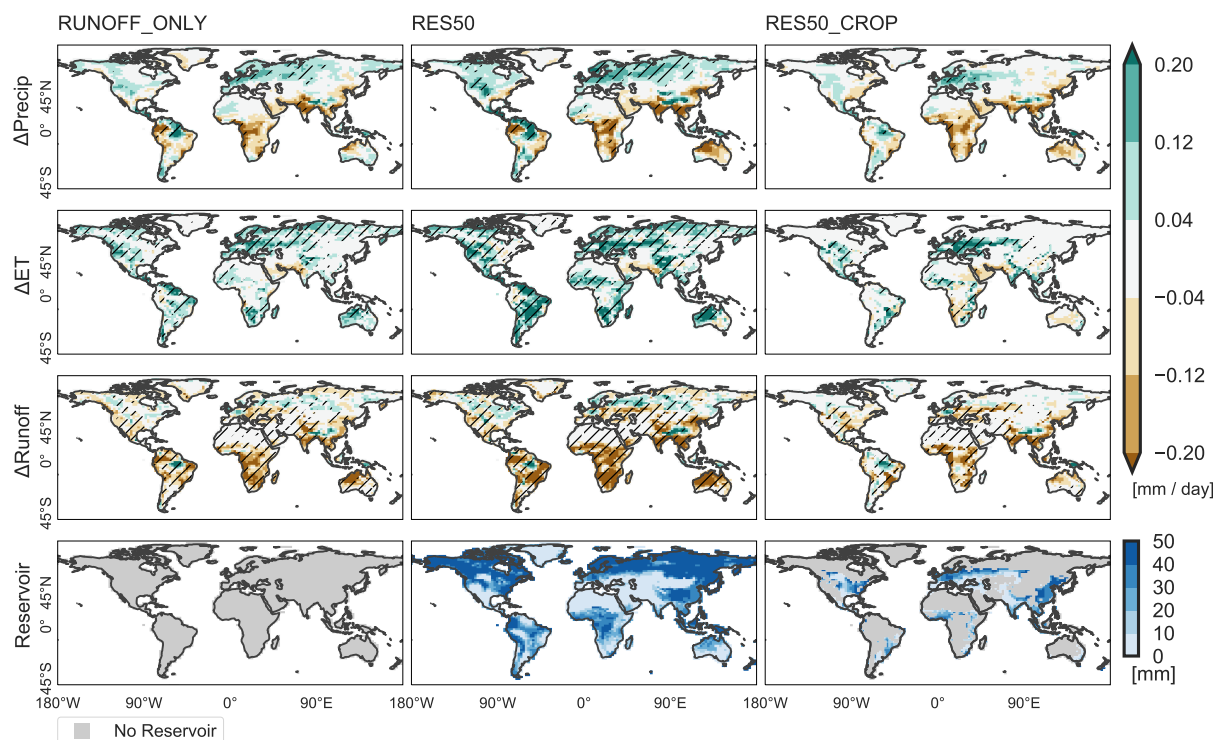 RUNOFF_ONLY RES50 RES50_CROP
ΔPrecip 45°N 0° 45°S
0.20
0.12
0.04
−0.04
−0.12
−0.20
[mm / day]
ΔET 45°N 0° 45°S
ΔRunoff 45°N 0° 45°S
Reservoir 45°N 0° 45°S
50
40
30
20
10
0
[mm]
180°W 90°W 0° 90°E 180°W 90°W 0° 90°E 180°W 90°W 0° 90°E
No Reservoir